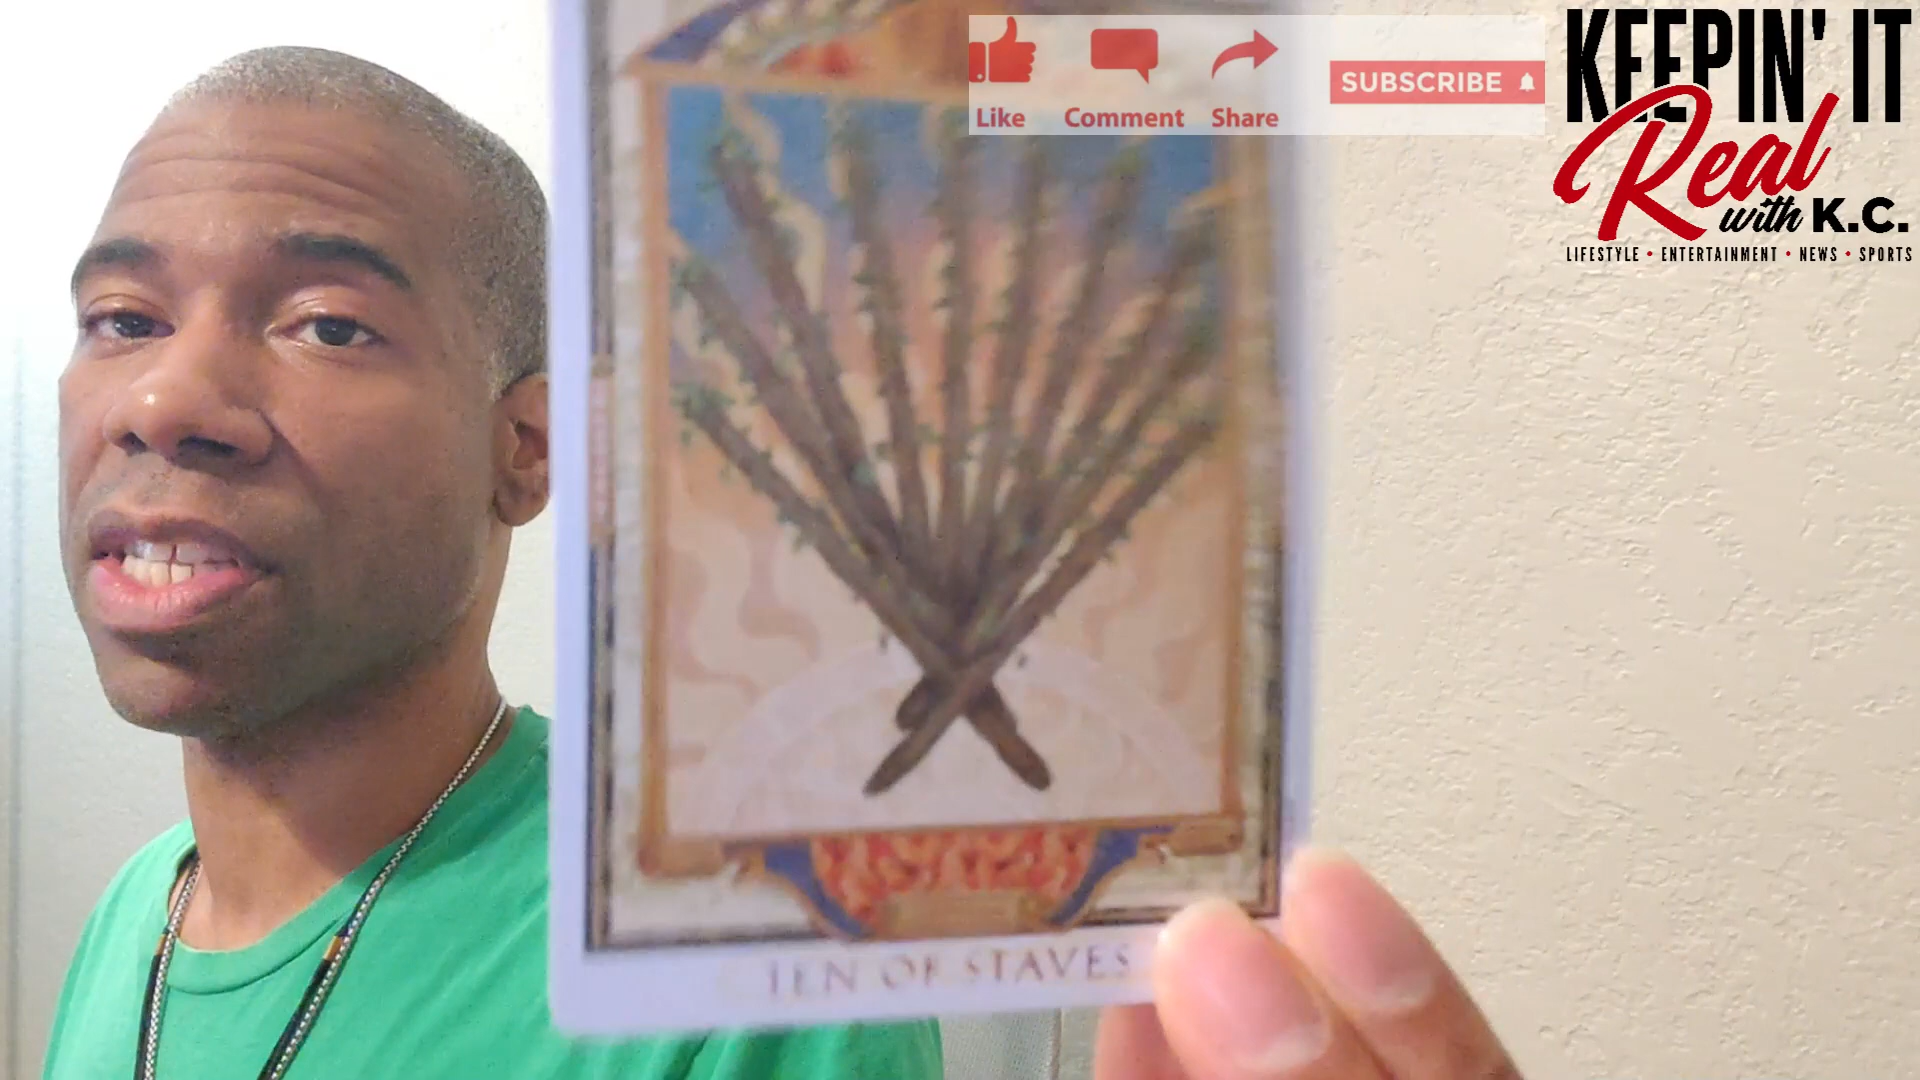 KEEPIN' IT
Real
with K.C.
LIFESTYLE • ENTERTAINMENT • NEWS • SPORTS
Like Comment Share
SUBSCRIBE
TEN OF STAVES